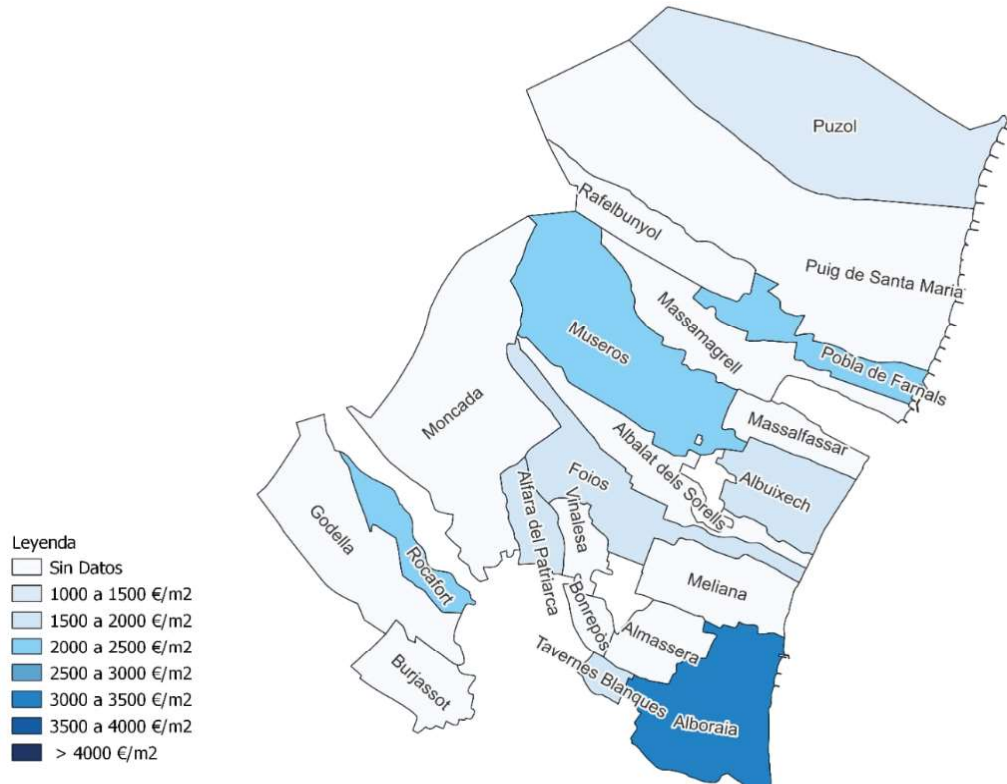 Puzol
Rafelbunyol
Puig de Santa Maria
Massamagrell
Museros
Pobla de Farnals
Moncada
Massalfassar
Albalat dels Sorells
Foios
Albuixech
Alfara del Patriarca
Vinalesa
Godella
Rocafort
Meliana
Bonrepòs
Almassera
Burjassot
Tavernes Blanques
Alboraia
Leyenda
Sin Datos
1000 a 1500 €/m2
1500 a 2000 €/m2
2000 a 2500 €/m2
2500 a 3000 €/m2
3000 a 3500 €/m2
3500 a 4000 €/m2
> 4000 €/m2